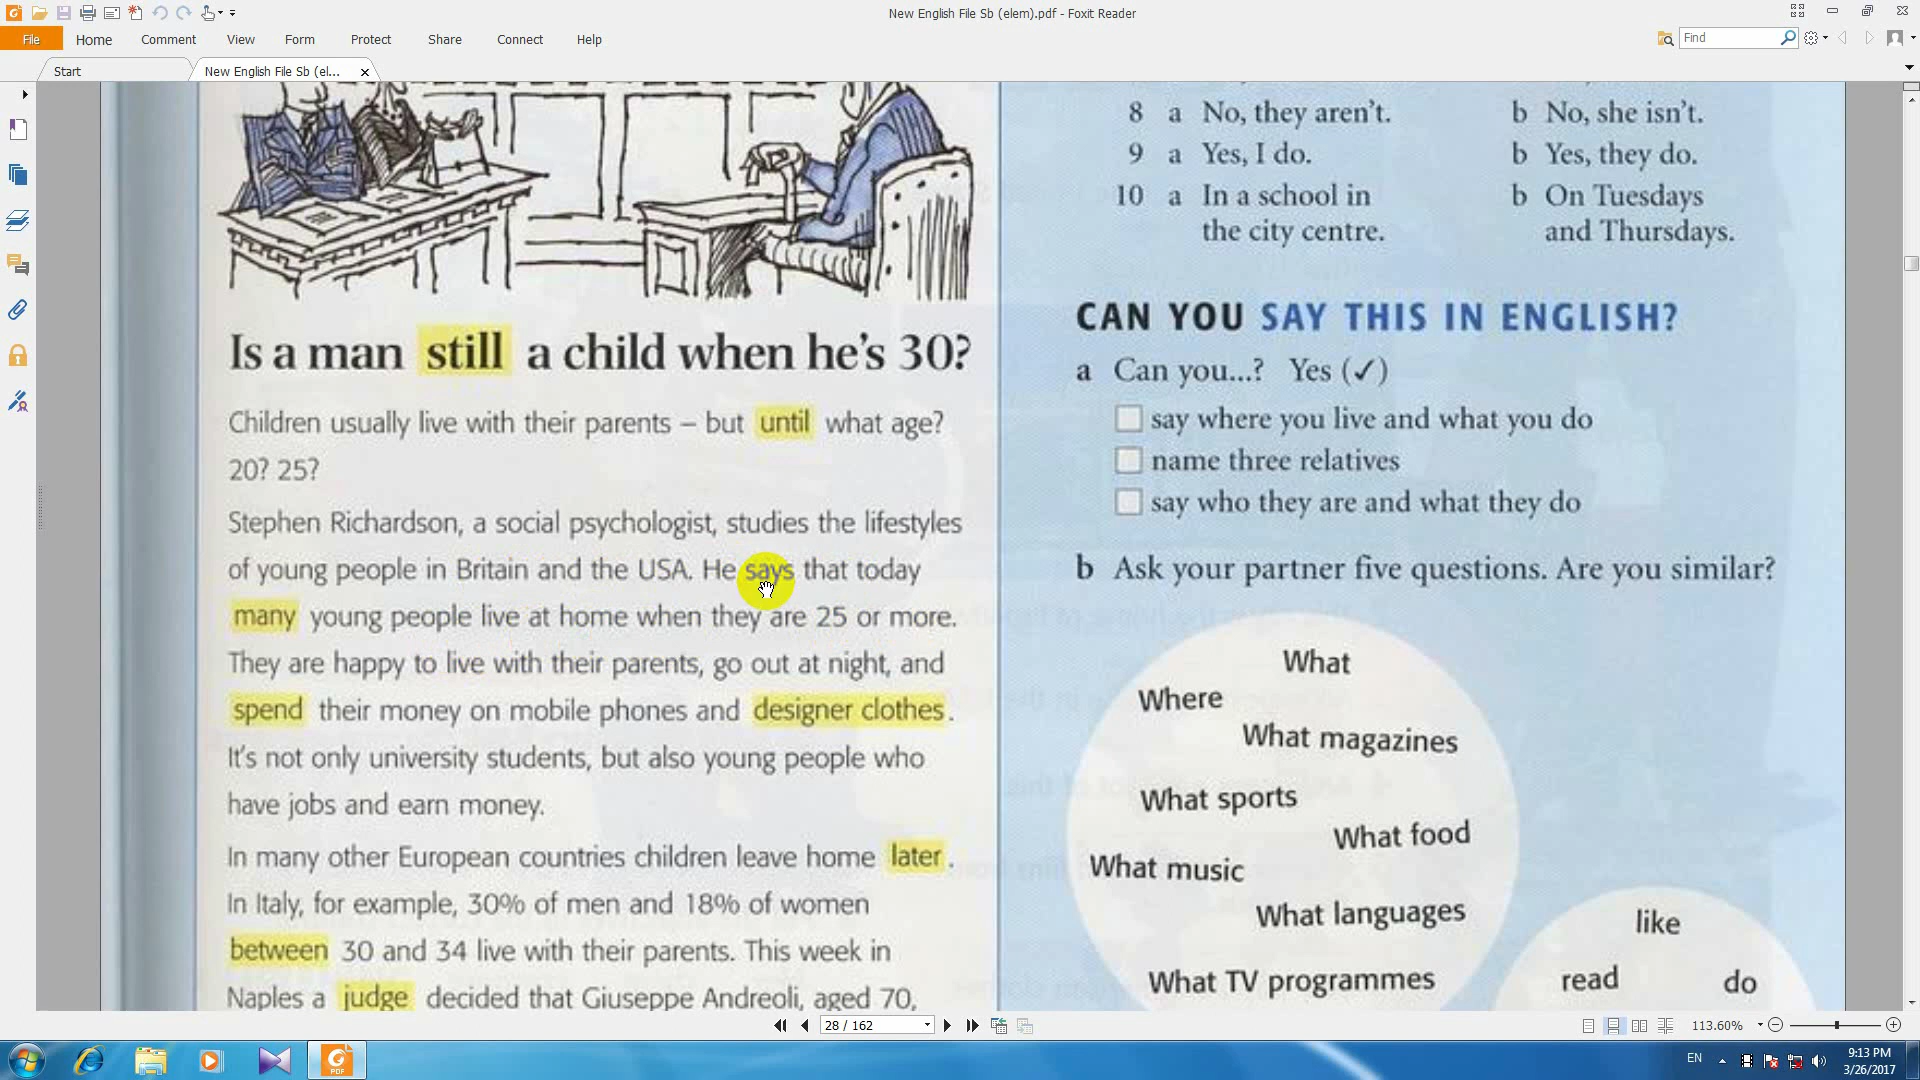 New English File Sb (elem).pdf - Foxit Reader
File Home Comment View Form Protect Share Connect Help
Find
Start
New English File Sb (el...
Is a man still a child when he's 30?
Children usually live with their parents – but until what age?
20? 25?
Stephen Richardson, a social psychologist, studies the lifestyles
of young people in Britain and the USA. He says that today
many young people live at home when they are 25 or more.
They are happy to live with their parents, go out at night, and
spend their money on mobile phones and designer clothes.
It's not only university students, but also young people who
have jobs and earn money.
In many other European countries children leave home later.
In Italy, for example, 30% of men and 18% of women
between 30 and 34 live with their parents. This week in
Naples a judge decided that Giuseppe Andreoli, aged 70,
8 a No, they aren't. b No, she isn't.
9 a Yes, I do. b Yes, they do.
10 a In a school in b On Tuesdays
the city centre. and Thursdays.
CAN YOU SAY THIS IN ENGLISH?
a Can you...? Yes (✓)
say where you live and what you do
name three relatives
say who they are and what they do
b Ask your partner five questions. Are you similar?
What
Where
What magazines
What sports
What food
What music
What languages
What TV programmes
like
read
do
28 / 162
113.60%
PDF
EN
9:13 PM
3/26/2017